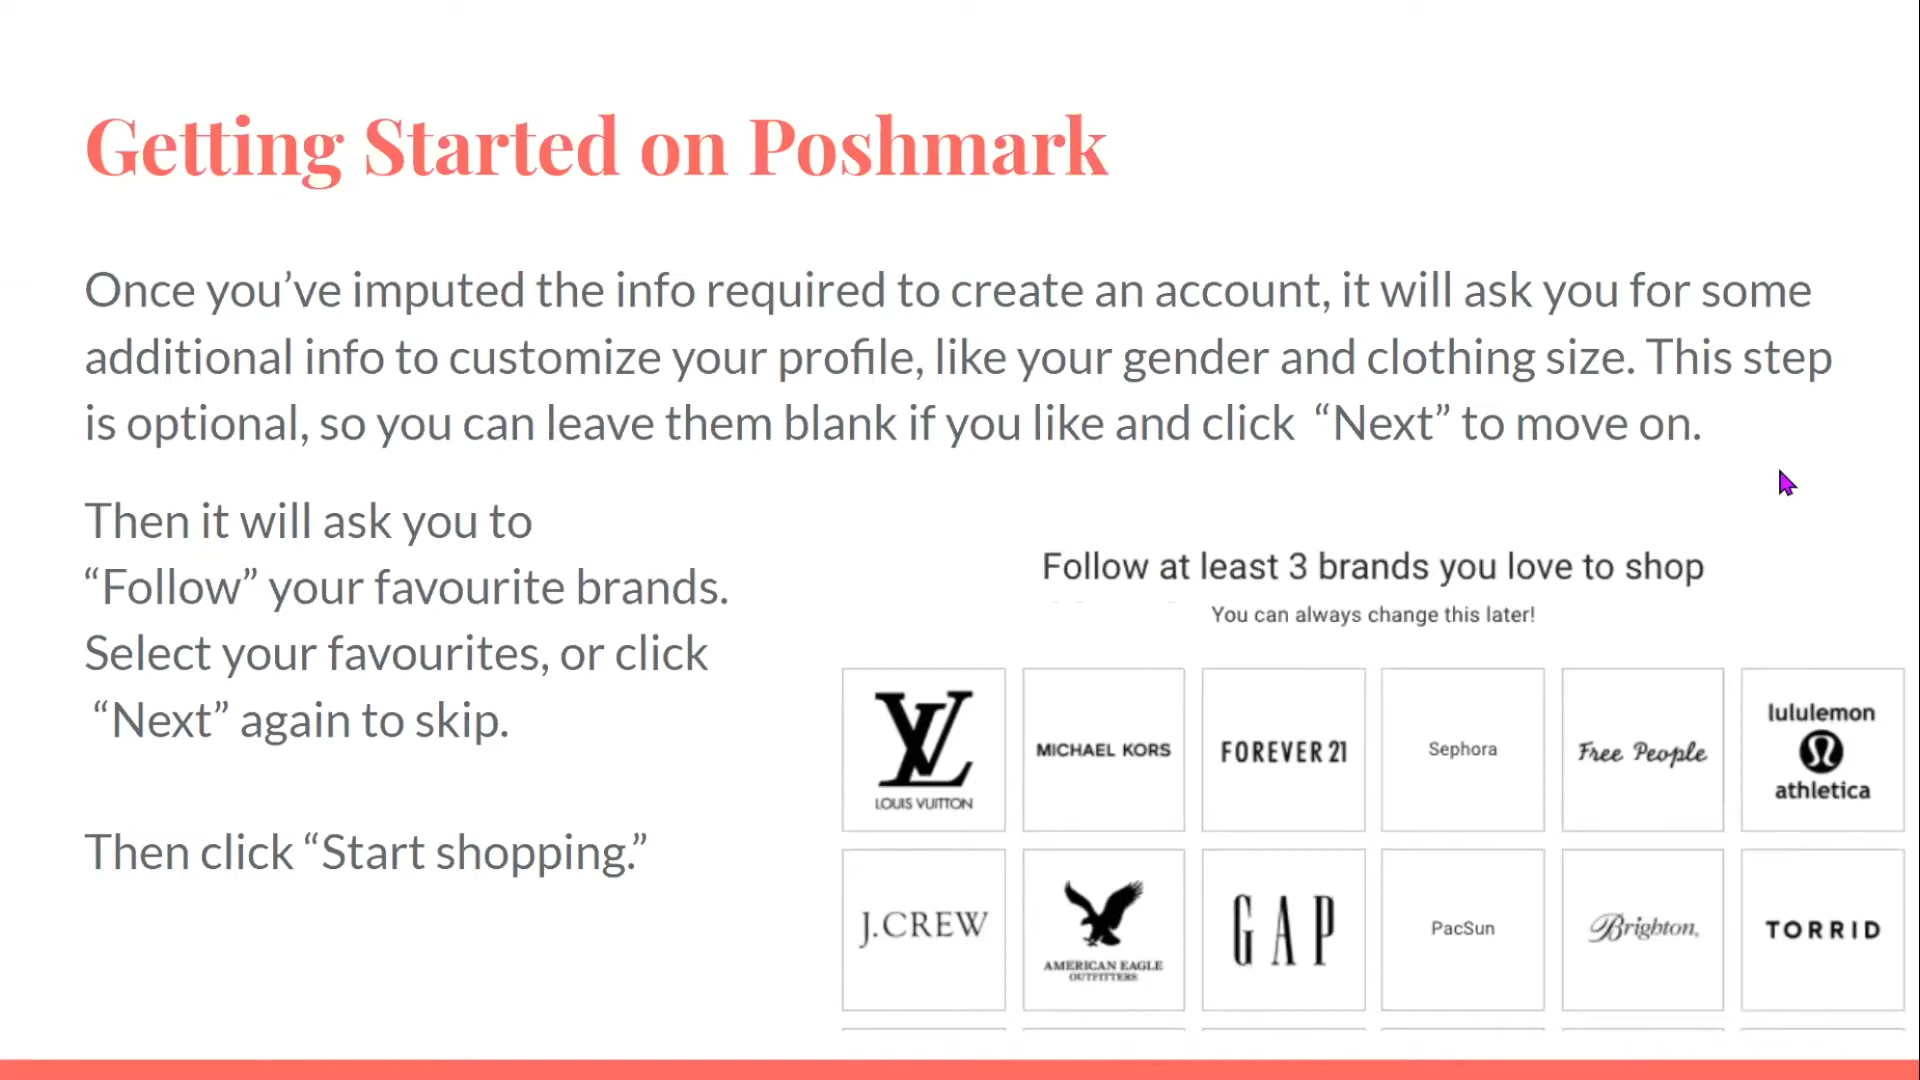 Getting Started on Poshmark
Once you’ve imputed the info required to create an account, it will ask you for some
additional info to customize your profile, like your gender and clothing size. This step
is optional, so you can leave them blank if you like and click “Next” to move on.
Then it will ask you to
“Follow” your favourite brands.
Select your favourites, or click
“Next” again to skip.
Then click “Start shopping.”
Follow at least 3 brands you love to shop
You can always change this later!
LV
LOUIS VUITTON
MICHAEL KORS
FOREVER 21
Sephora
Free People
lululemon
athletica
J.CREW
AMERICAN EAGLE
OUTFITTERS
GAP
PacSun
Brighton.
TORRID